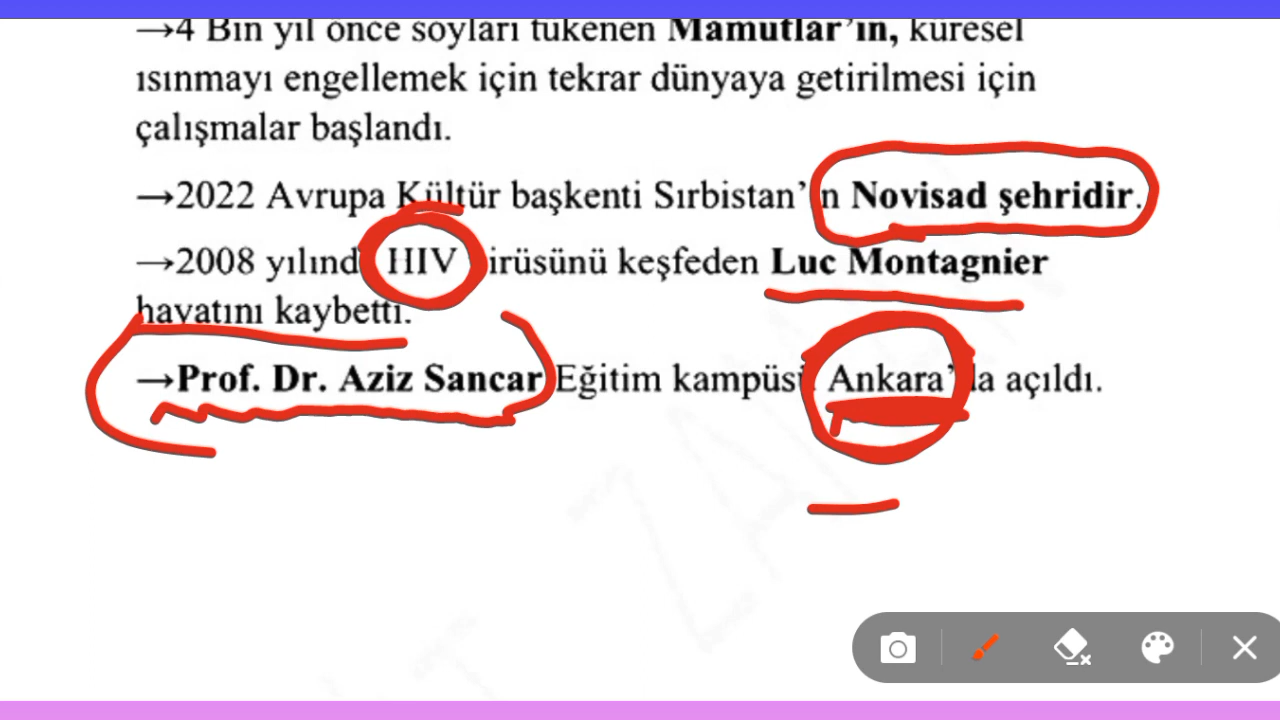 →4 Bin yıl önce soyları tükenen Mamutlar'ın, küresel
ısınmayı engellemek için tekrar dünyaya getirilmesi için
çalışmalar başlandı.
→2022 Avrupa Kültür başkenti Sırbistan'ın Novisad şehridir.
→2008 yılında HIV virüsünü keşfeden Luc Montagnier
hayatını kaybetti.
→Prof. Dr. Aziz Sancar Eğitim kampüsü Ankara'da açıldı.